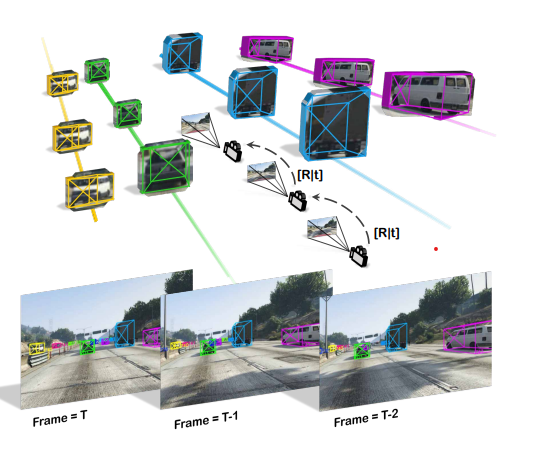 [R|t]
[R|t]
Frame = T
Frame = T-1
Frame = T-2